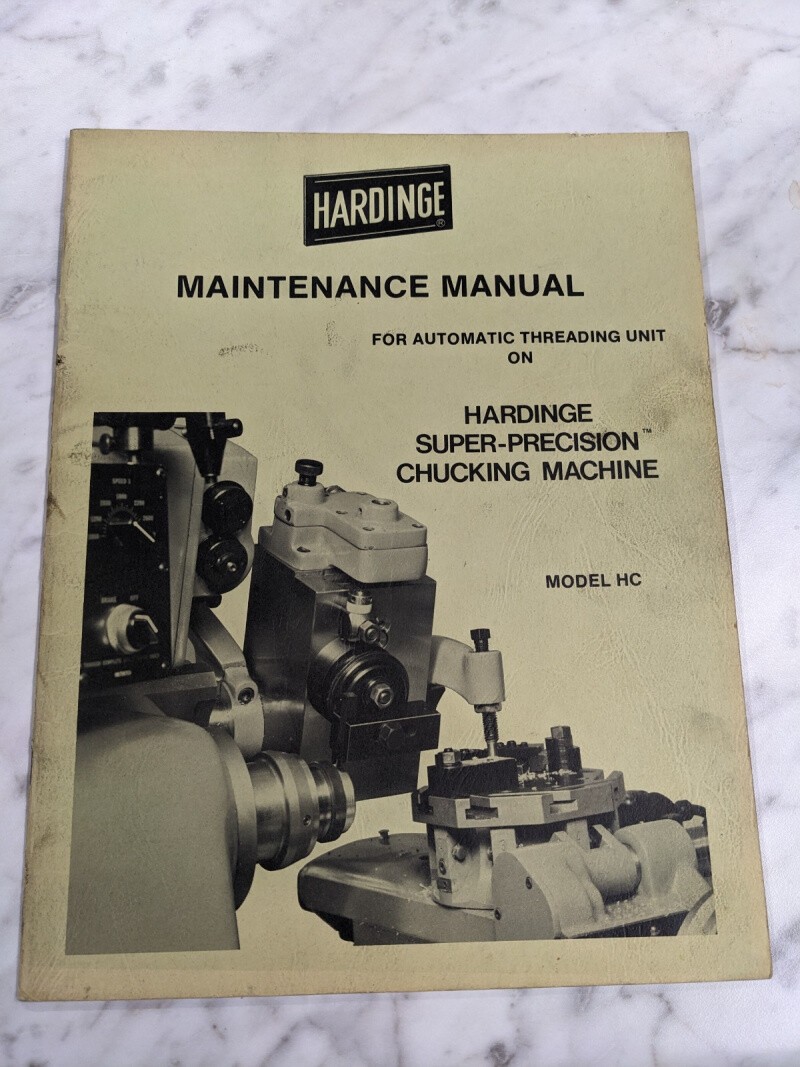 HARDINGE
®
MAINTENANCE MANUAL
FOR AUTOMATIC THREADING UNIT
ON
HARDINGE
SUPER-PRECISION™
CHUCKING MACHINE
MODEL HC